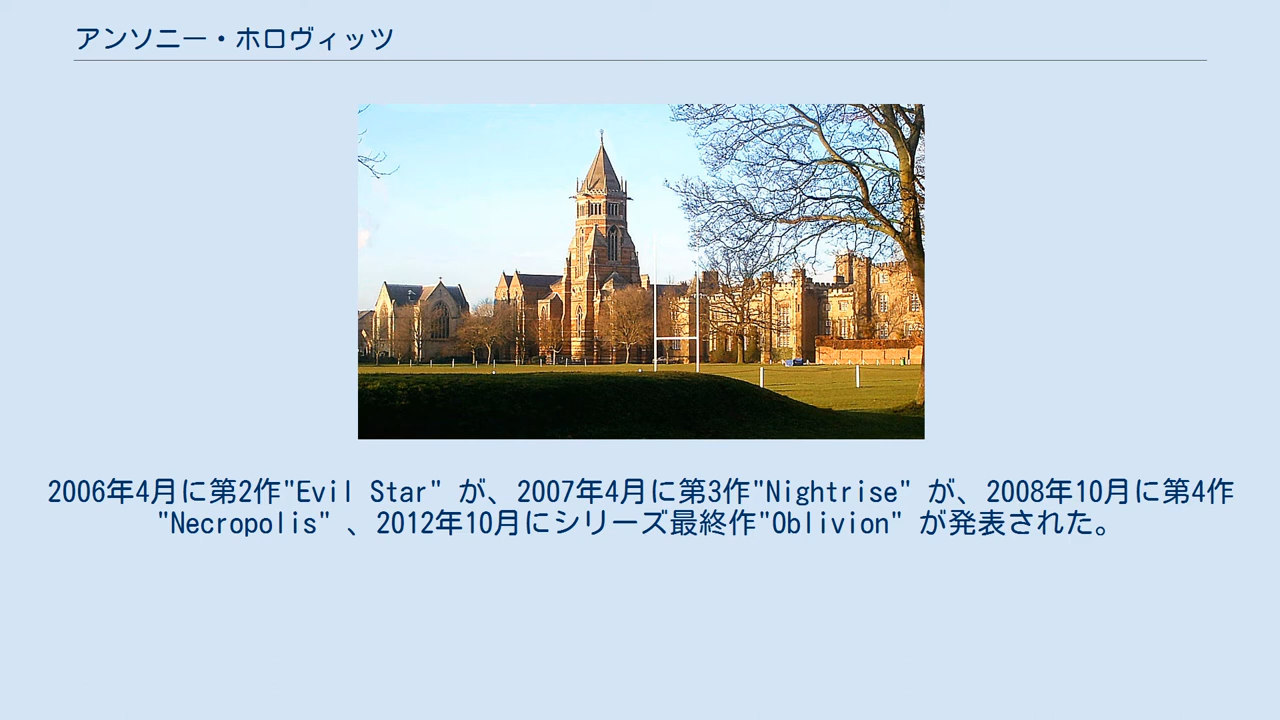 アンソニー・ホロヴィッツ
2006年4月に第2作"Evil Star" が、2007年4月に第3作"Nightrise" が、2008年10月に第4作
"Necropolis" 、2012年10月にシリーズ最終作"Oblivion" が発表された。